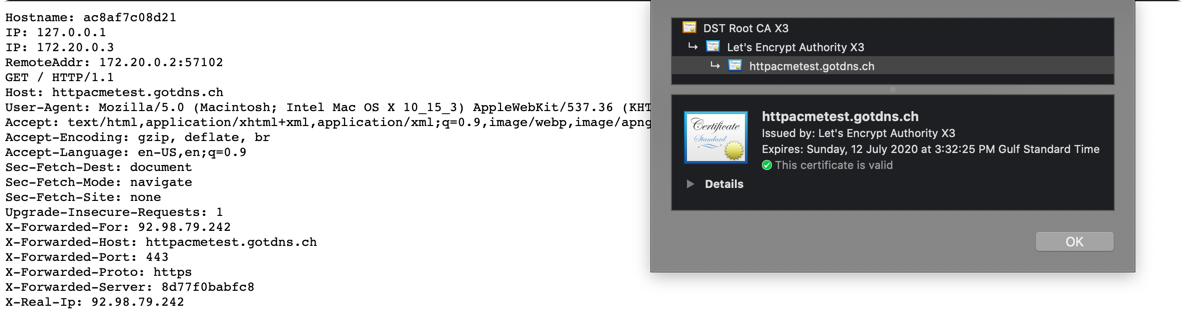 Hostname: ac8af7c08d21
IP: 127.0.0.1
IP: 172.20.0.3
RemoteAddr: 172.20.0.2:57102
GET / HTTP/1.1
Host: httpacmetest.gotdns.ch
User-Agent: Mozilla/5.0 (Macintosh; Intel Mac OS X 10_15_3) AppleWebKit/537.36 (KHT
Accept: text/html,application/xhtml+xml,application/xml;q=0.9,image/webp,image/apng
Accept-Encoding: gzip, deflate, br
Accept-Language: en-US,en;q=0.9
Sec-Fetch-Dest: document
Sec-Fetch-Mode: navigate
Sec-Fetch-Site: none
Upgrade-Insecure-Requests: 1
X-Forwarded-For: 92.98.79.242
X-Forwarded-Host: httpacmetest.gotdns.ch
X-Forwarded-Port: 443
X-Forwarded-Proto: https
X-Forwarded-Server: 8d77f0babfc8
X-Real-Ip: 92.98.79.242
DST Root CA X3
Let's Encrypt Authority X3
httpacmetest.gotdns.ch
Certificate
Standard
httpacmetest.gotdns.ch
Issued by: Let's Encrypt Authority X3
Expires: Sunday, 12 July 2020 at 3:32:25 PM Gulf Standard Time
This certificate is valid
Details
OK